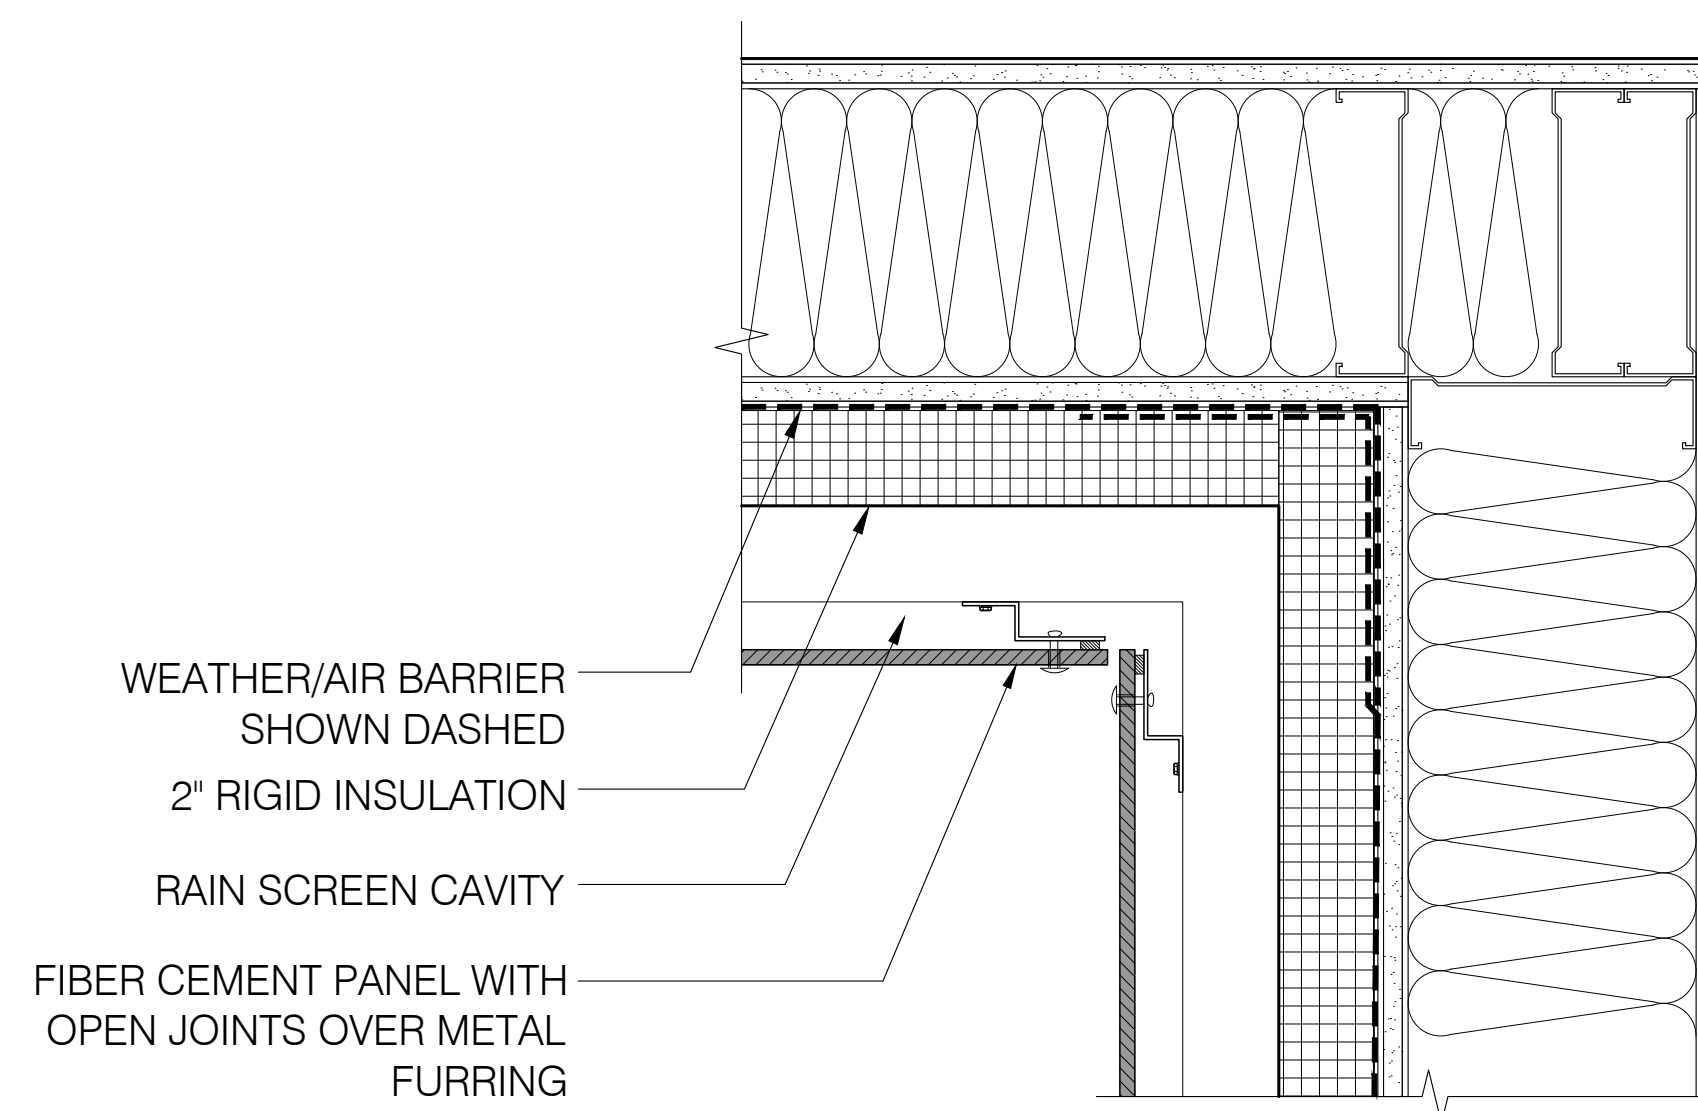 WEATHER/AIR BARRIER
SHOWN DASHED
2" RIGID INSULATION
RAIN SCREEN CAVITY
FIBER CEMENT PANEL WITH
OPEN JOINTS OVER METAL
FURRING